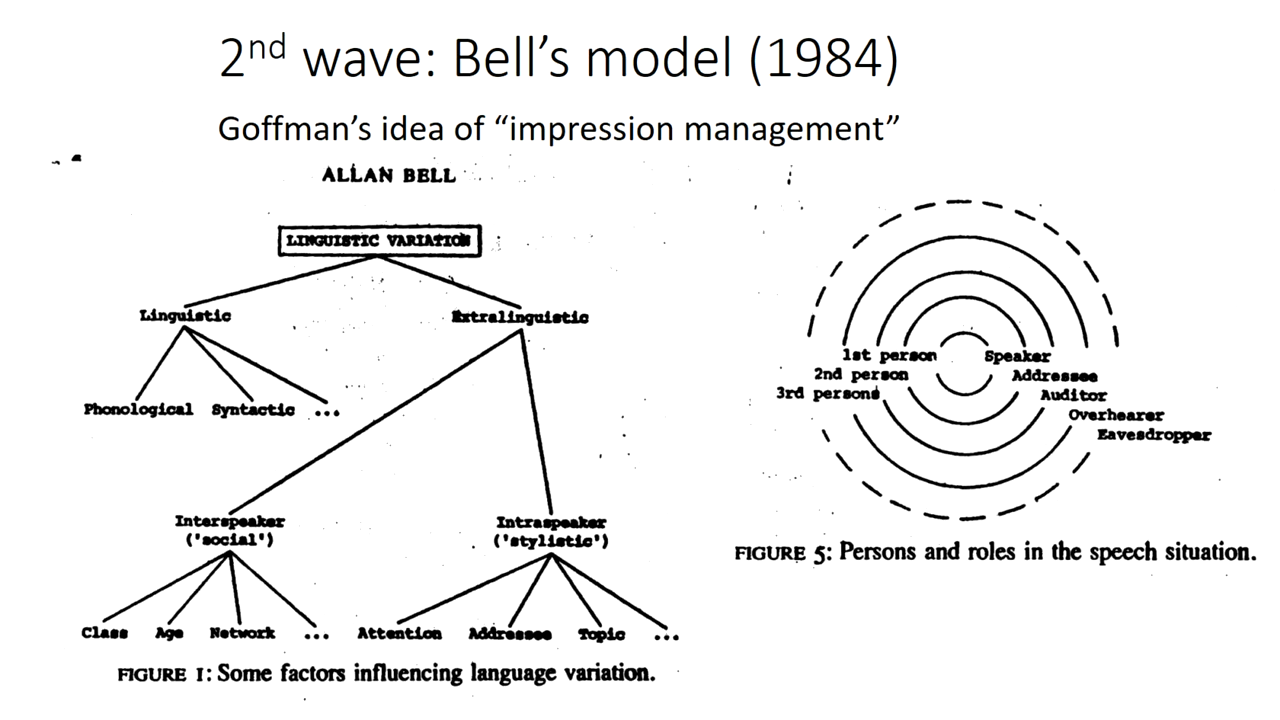 2nd wave: Bell’s model (1984)
Goffman’s idea of “impression management”
ALLAN BELL
LINGUISTIC VARIATION
Linguistic Extralinguistic
Phonological Syntactic ...
Interspeaker
('social')
Intraspeaker
('stylistic')
Class Age Network ... Attention Addressee Topic ...
FIGURE 1: Some factors influencing language variation.
1st person Speaker
2nd person Addressee
3rd persons Auditor
Overhearer
Eavesdropper
FIGURE 5: Persons and roles in the speech situation.